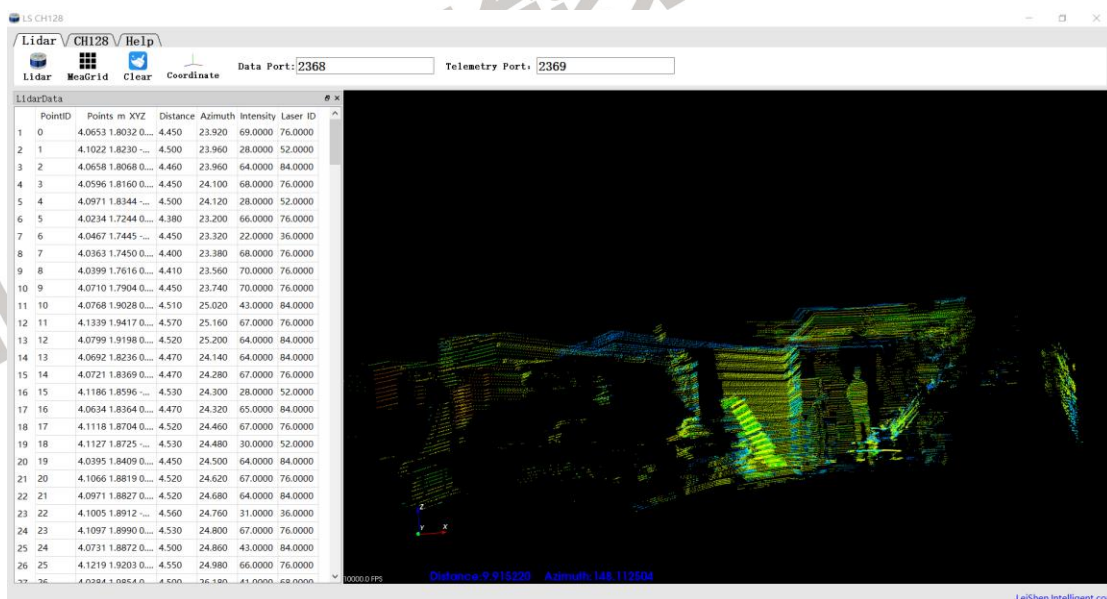 LS CH128
Lidar CH128 Help
Lidar MeaGrid Clear Coordinate Data Port: 2368 Telemetry Port: 2369
LidarData
PointID Points m XYZ Distance Azimuth Intensity Laser ID
1 0 4.0653 1.8032 0.... 4.450 23.920 69.0000 76.0000
2 1 4.1022 1.8230 -... 4.500 23.960 28.0000 52.0000
3 2 4.0658 1.8068 0.... 4.460 23.960 64.0000 84.0000
4 3 4.0596 1.8160 0.... 4.450 24.100 68.0000 76.0000
5 4 4.0971 1.8344 -... 4.500 24.120 28.0000 52.0000
6 5 4.0234 1.7244 0.... 4.380 23.200 66.0000 76.0000
7 6 4.0467 1.7445 -... 4.450 23.320 22.0000 36.0000
8 7 4.0363 1.7450 0.... 4.400 23.380 68.0000 76.0000
9 8 4.0399 1.7616 0.... 4.410 23.560 70.0000 76.0000
10 9 4.0710 1.7904 0.... 4.450 23.740 70.0000 76.0000
11 10 4.0768 1.9028 0.... 4.510 25.020 43.0000 84.0000
12 11 4.1339 1.9417 0.... 4.570 25.160 67.0000 76.0000
13 12 4.0799 1.9198 0.... 4.520 25.200 64.0000 84.0000
14 13 4.0692 1.8236 0.... 4.470 24.140 64.0000 84.0000
15 14 4.0721 1.8369 0.... 4.470 24.280 67.0000 76.0000
16 15 4.1186 1.8596 -... 4.530 24.300 28.0000 52.0000
17 16 4.0634 1.8364 0.... 4.470 24.320 65.0000 84.0000
18 17 4.1118 1.8704 0.... 4.520 24.460 67.0000 76.0000
19 18 4.1127 1.8725 -... 4.530 24.480 30.0000 52.0000
20 19 4.0395 1.8409 0.... 4.450 24.500 64.0000 84.0000
21 20 4.1066 1.8819 0.... 4.520 24.620 67.0000 76.0000
22 21 4.0971 1.8827 0.... 4.520 24.680 64.0000 84.0000
23 22 4.1005 1.8912 -... 4.560 24.760 31.0000 36.0000
24 23 4.1097 1.8990 0.... 4.530 24.800 67.0000 76.0000
25 24 4.0731 1.8872 0.... 4.500 24.860 43.0000 84.0000
26 25 4.1219 1.9203 0.... 4.550 24.980 66.0000 76.0000
Z
Y X
10000.0 FPS Distance:9.915220 Azimuth:148.112504